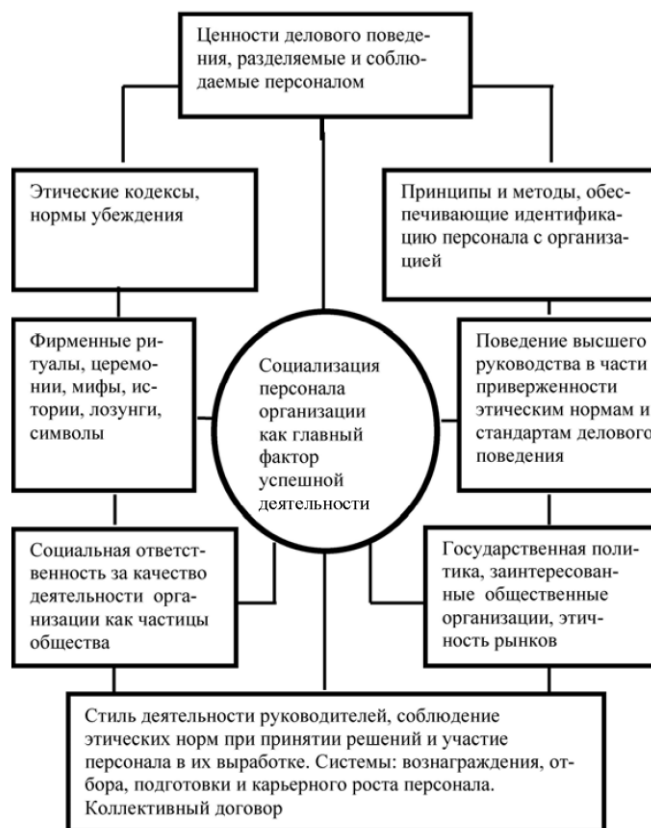 Ценности делового поведе-
ния, разделяемые и соблю-
даемые персоналом
Этические кодексы,
нормы убеждения
Принципы и методы, обес-
печивающие идентифика-
цию персонала с организа-
цией
Фирменные ри-
туалы, церемо-
нии, мифы, ис-
тории, лозунги,
символы
Социализация
персонала
организации
как главный
фактор
успешной
деятельности
Поведение высшего
руководства в части
приверженности
этическим нормам и
стандартам делового
поведения
Социальная ответст-
венность за качество
деятельности орга-
низации как частицы
общества
Государственная поли-
тика, заинтересован-
ные общественные
организации, этич-
ность рынков
Стиль деятельности руководителей, соблюдение
этических норм при принятии решений и участие
персонала в их выработке. Системы: вознаграждения, от-
бора, подготовки и карьерного роста персонала.
Коллективный договор